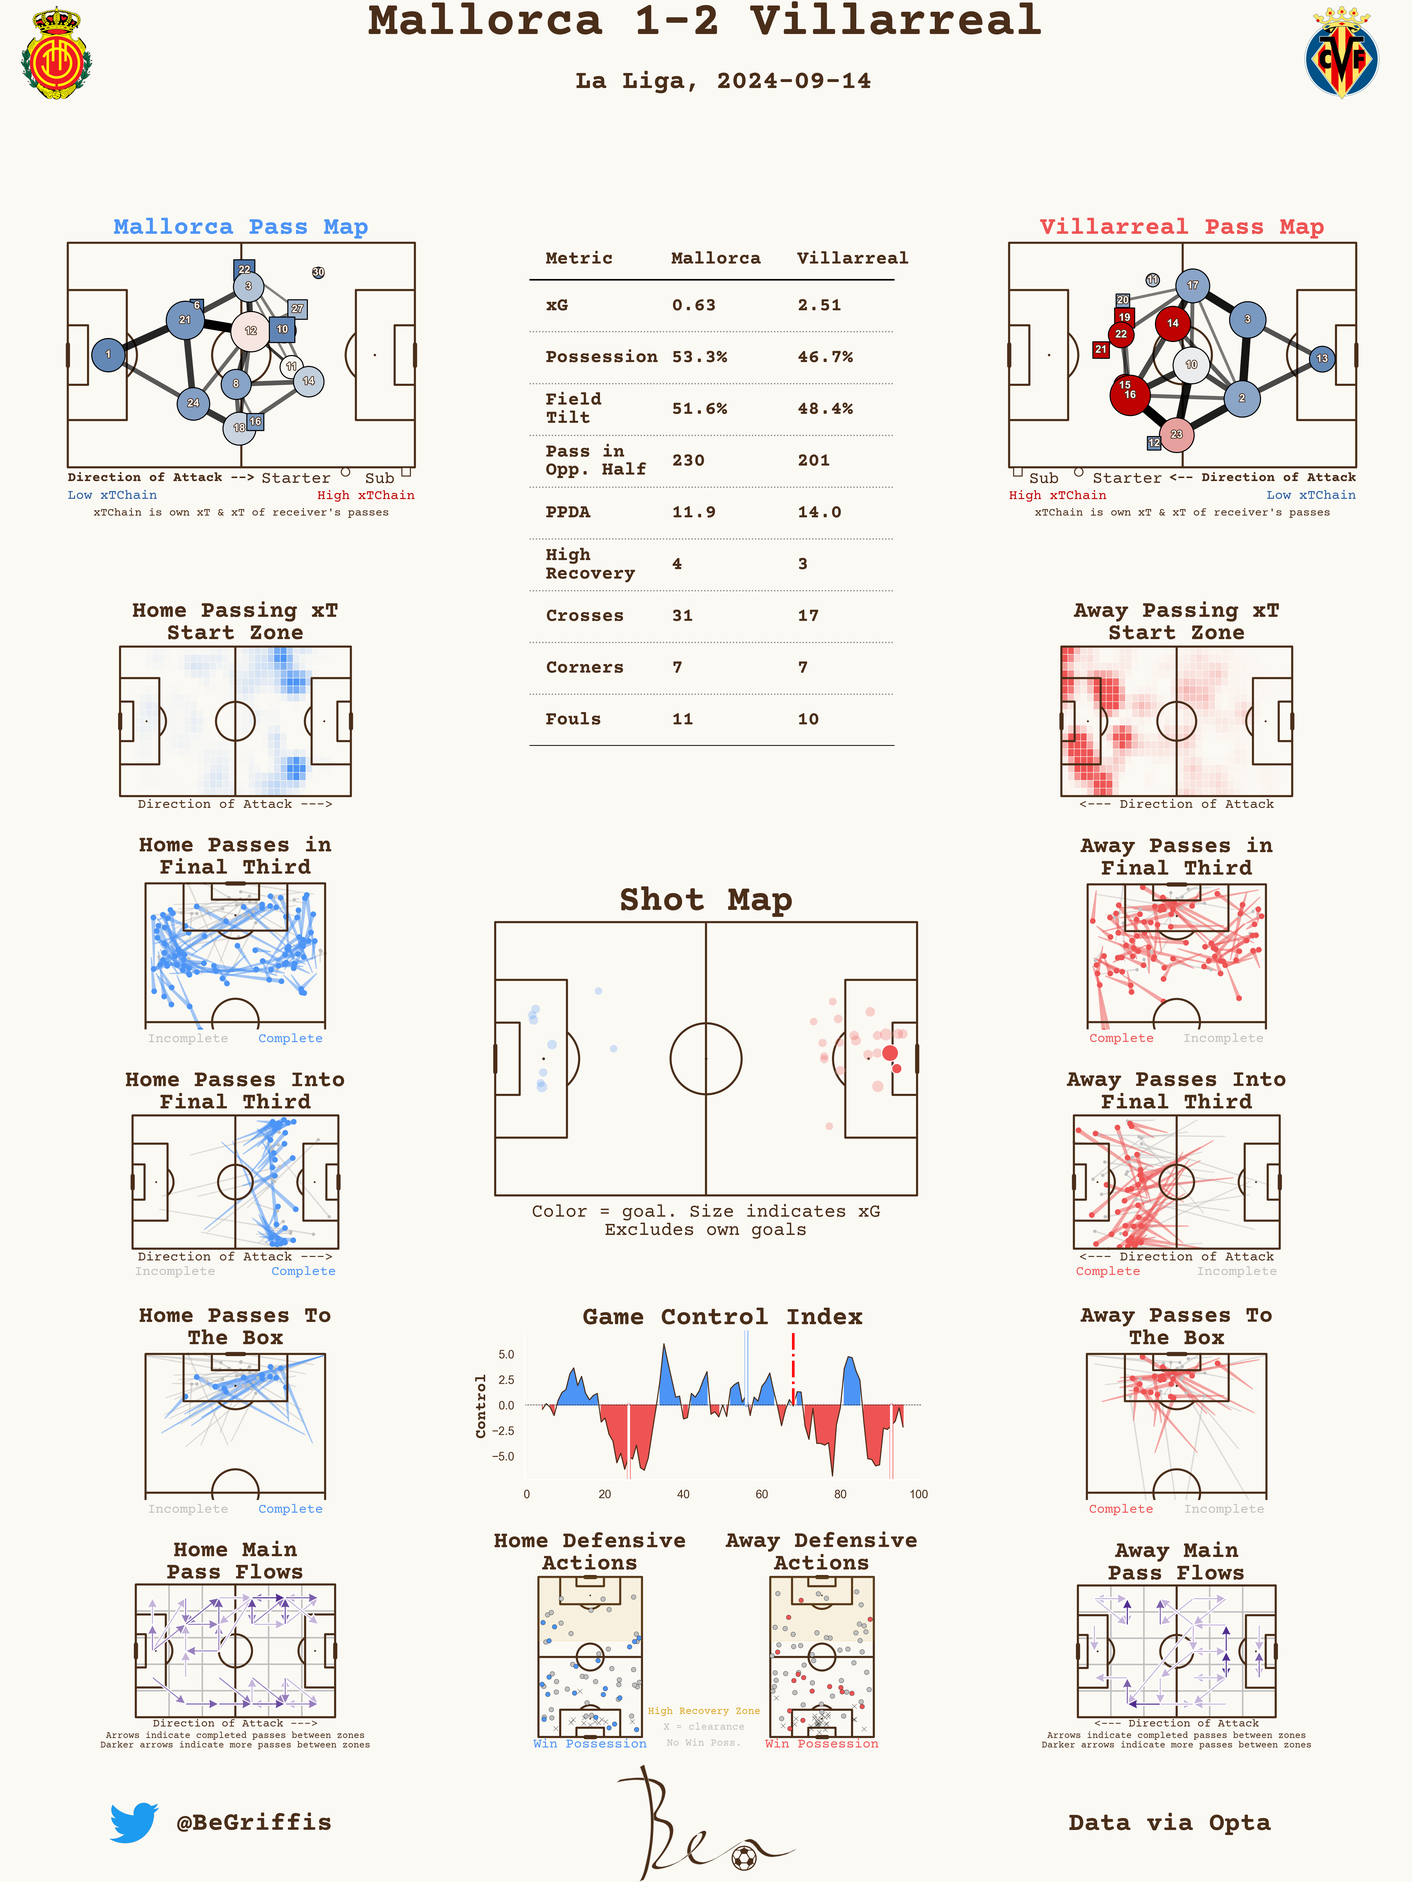 Mallorca 1-2 Villarreal
La Liga, 2024-09-14
CVF
Mallorca Pass Map
22
3
30
6
27
21
12
10
1
11
14
8
24
18
16
Direction of Attack --> Starter Sub
Low xTChain High xTChain
xTChain is own xT & xT of receiver's passes
Metric Mallorca Villarreal
xG 0.63 2.51
Possession 53.3% 46.7%
Field
Tilt 51.6% 48.4%
Pass in
Opp. Half 230 201
PPDA 11.9 14.0
High
Recovery 4 3
Crosses 31 17
Corners 7 7
Fouls 11 10
Villarreal Pass Map
11
17
20
19
14
3
22
21
13
10
15
16
2
23
12
Sub Starter <-- Direction of Attack
High xTChain Low xTChain
xTChain is own xT & xT of receiver's passes
Home Passing xT
Start Zone
Direction of Attack --->
Away Passing xT
Start Zone
<--- Direction of Attack
Home Passes in
Final Third
Incomplete Complete
Shot Map
Color = goal. Size indicates xG
Excludes own goals
Away Passes in
Final Third
Complete Incomplete
Home Passes Into
Final Third
Direction of Attack --->
Incomplete Complete
Away Passes Into
Final Third
<--- Direction of Attack
Complete Incomplete
Home Passes To
The Box
Incomplete Complete
Game Control Index
Control
5.0
2.5
0.0
−2.5
−5.0
0 20 40 60 80 100
Away Passes To
The Box
Complete Incomplete
Home Main
Pass Flows
Direction of Attack --->
Arrows indicate completed passes between zones
Darker arrows indicate more passes between zones
Home Defensive
Actions
Win Possession
High Recovery Zone
X = clearance
No Win Poss.
Away Defensive
Actions
Win Possession
Away Main
Pass Flows
<--- Direction of Attack
Arrows indicate completed passes between zones
Darker arrows indicate more passes between zones
@BeGriffis
Data via Opta